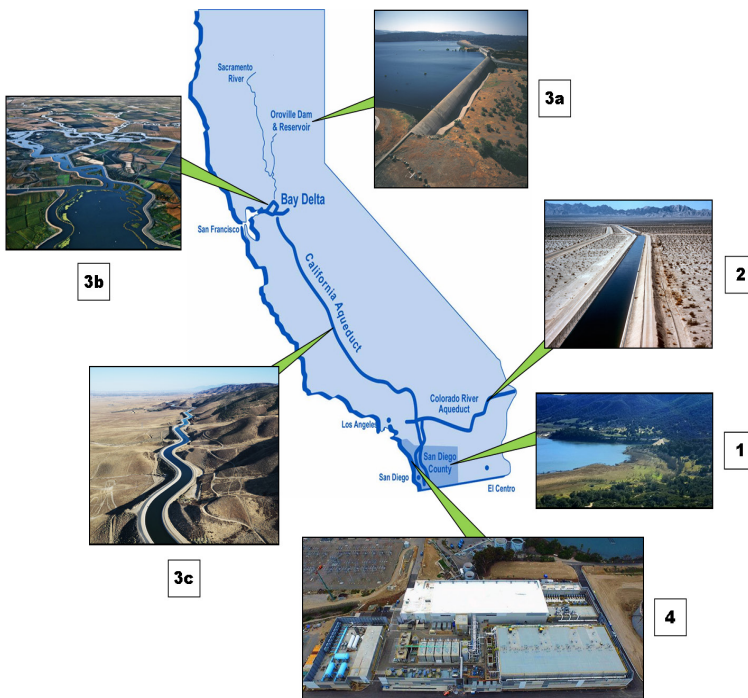 Sacramento
River
3a
Oroville Dam
& Reservoir
Bay Delta
San Francisco
3b
2
California Aqueduct
Colorado River
Aqueduct
1
Los Angeles
San Diego
County
San Diego
El Centro
3c
4